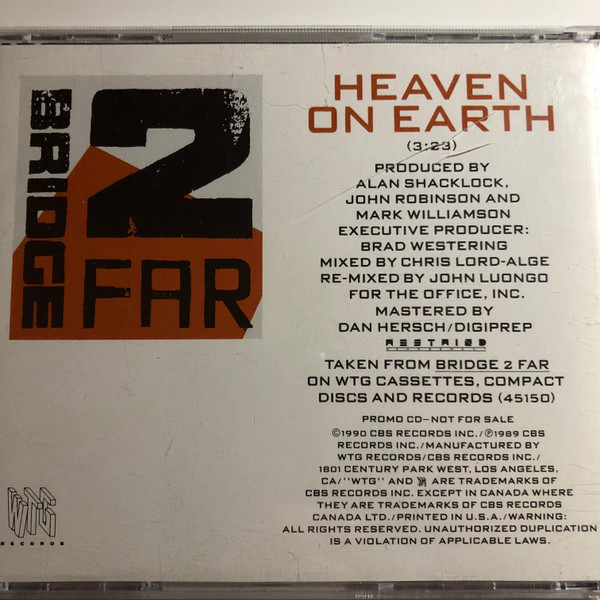 BRIDGE
2
FAR
HEAVEN
ON EARTH
(3:23)
PRODUCED BY
ALAN SHACKLOCK,
JOHN ROBINSON AND
MARK WILLIAMSON
EXECUTIVE PRODUCER:
BRAD WESTERING
MIXED BY CHRIS LORD-ALGE
RE-MIXED BY JOHN LUONGO
FOR THE OFFICE, INC.
MASTERED BY
DAN HERSCH/DIGIPREP
WESTWIND
TAKEN FROM BRIDGE 2 FAR
ON WTG CASSETTES, COMPACT
DISCS AND RECORDS (45150)
PROMO CD—NOT FOR SALE
©1990 CBS RECORDS INC./℗1989 CBS
RECORDS INC./MANUFACTURED BY
WTG RECORDS/CBS RECORDS INC./
1801 CENTURY PARK WEST, LOS ANGELES,
CA/"WTG" AND ARE TRADEMARKS OF
CBS RECORDS INC. EXCEPT IN CANADA WHERE
THEY ARE TRADEMARKS OF CBS RECORDS
CANADA LTD./PRINTED IN U.S.A./WARNING:
ALL RIGHTS RESERVED. UNAUTHORIZED DUPLICATION
IS A VIOLATION OF APPLICABLE LAWS.
WTG
RECORDS